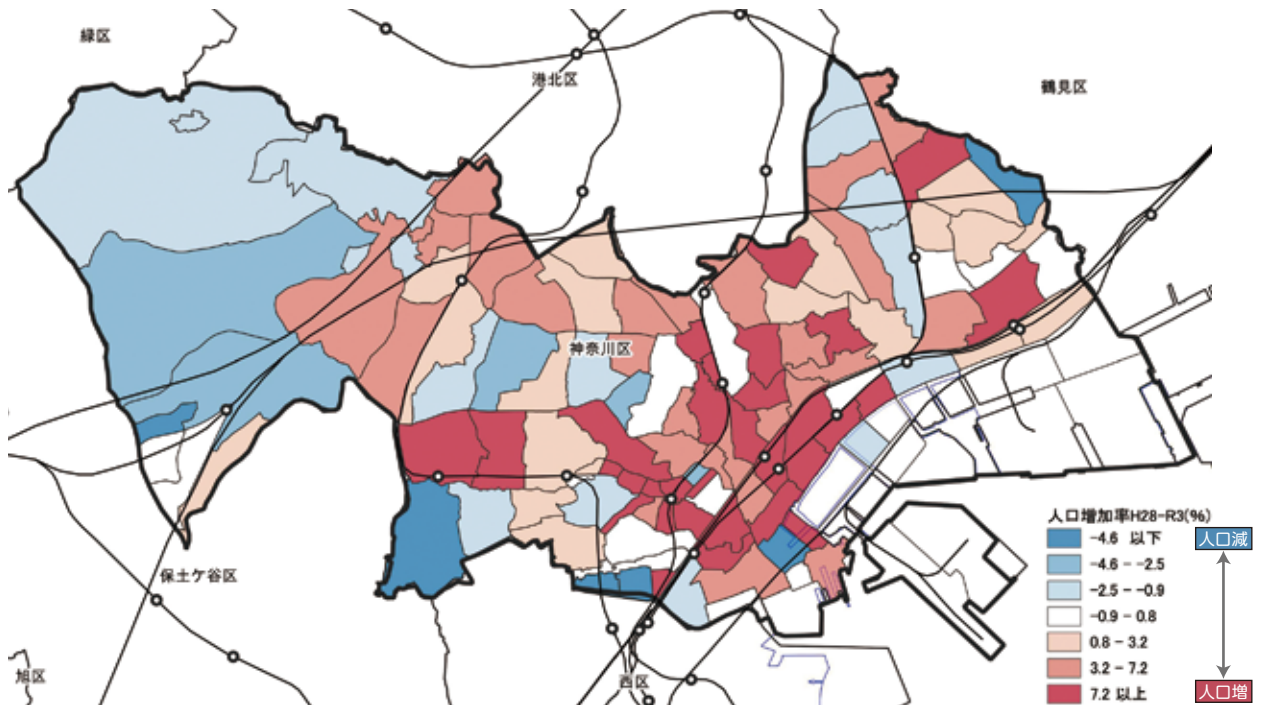 緑区
港北区
鶴見区
神奈川区
保土ケ谷区
旭区
西区
人口増加率H28-R3(%)
-4.6 以下
-4.6 - -2.5
-2.5 - -0.9
-0.9 - 0.8
0.8 - 3.2
3.2 - 7.2
7.2 以上
人口減
人口増